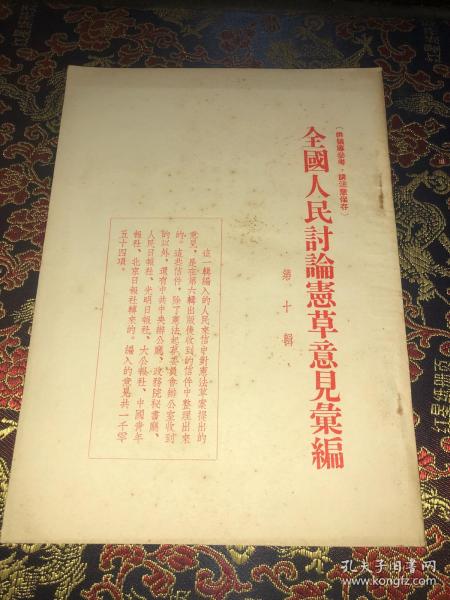 （供領導參考，請注意保存）
全國人民討論憲草意見彙編
第十輯
這一輯編入的人民來信中對憲法草案提出的
意見，是在第六輯出版後收到的信件中整理出來
的。這些信件，除了憲法起草委員會辦公室收到
的以外，還有中共中央辦公廳、政務院秘書廳、
人民日報社、光明日報社、大公報社、中國青年
報社、北京日報社轉來的。編入的意見共一千零
五十四項。
孔夫子旧书网
www.kongfz.com